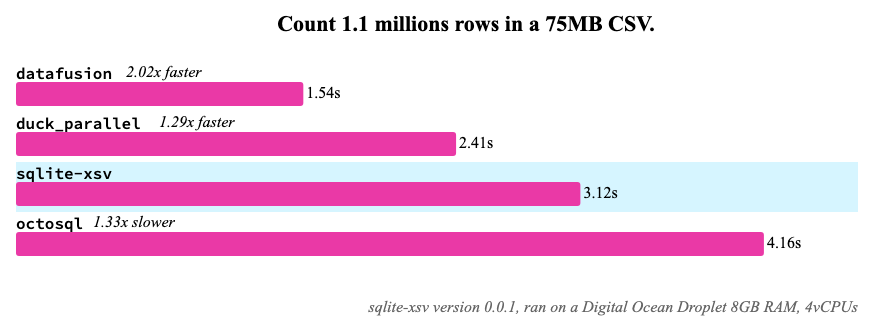 Count 1.1 millions rows in a 75MB CSV.
datafusion 2.02x faster
1.54s
duck_parallel 1.29x faster
2.41s
sqlite-xsv
3.12s
octosql 1.33x slower
4.16s
sqlite-xsv version 0.0.1, ran on a Digital Ocean Droplet 8GB RAM, 4vCPUs